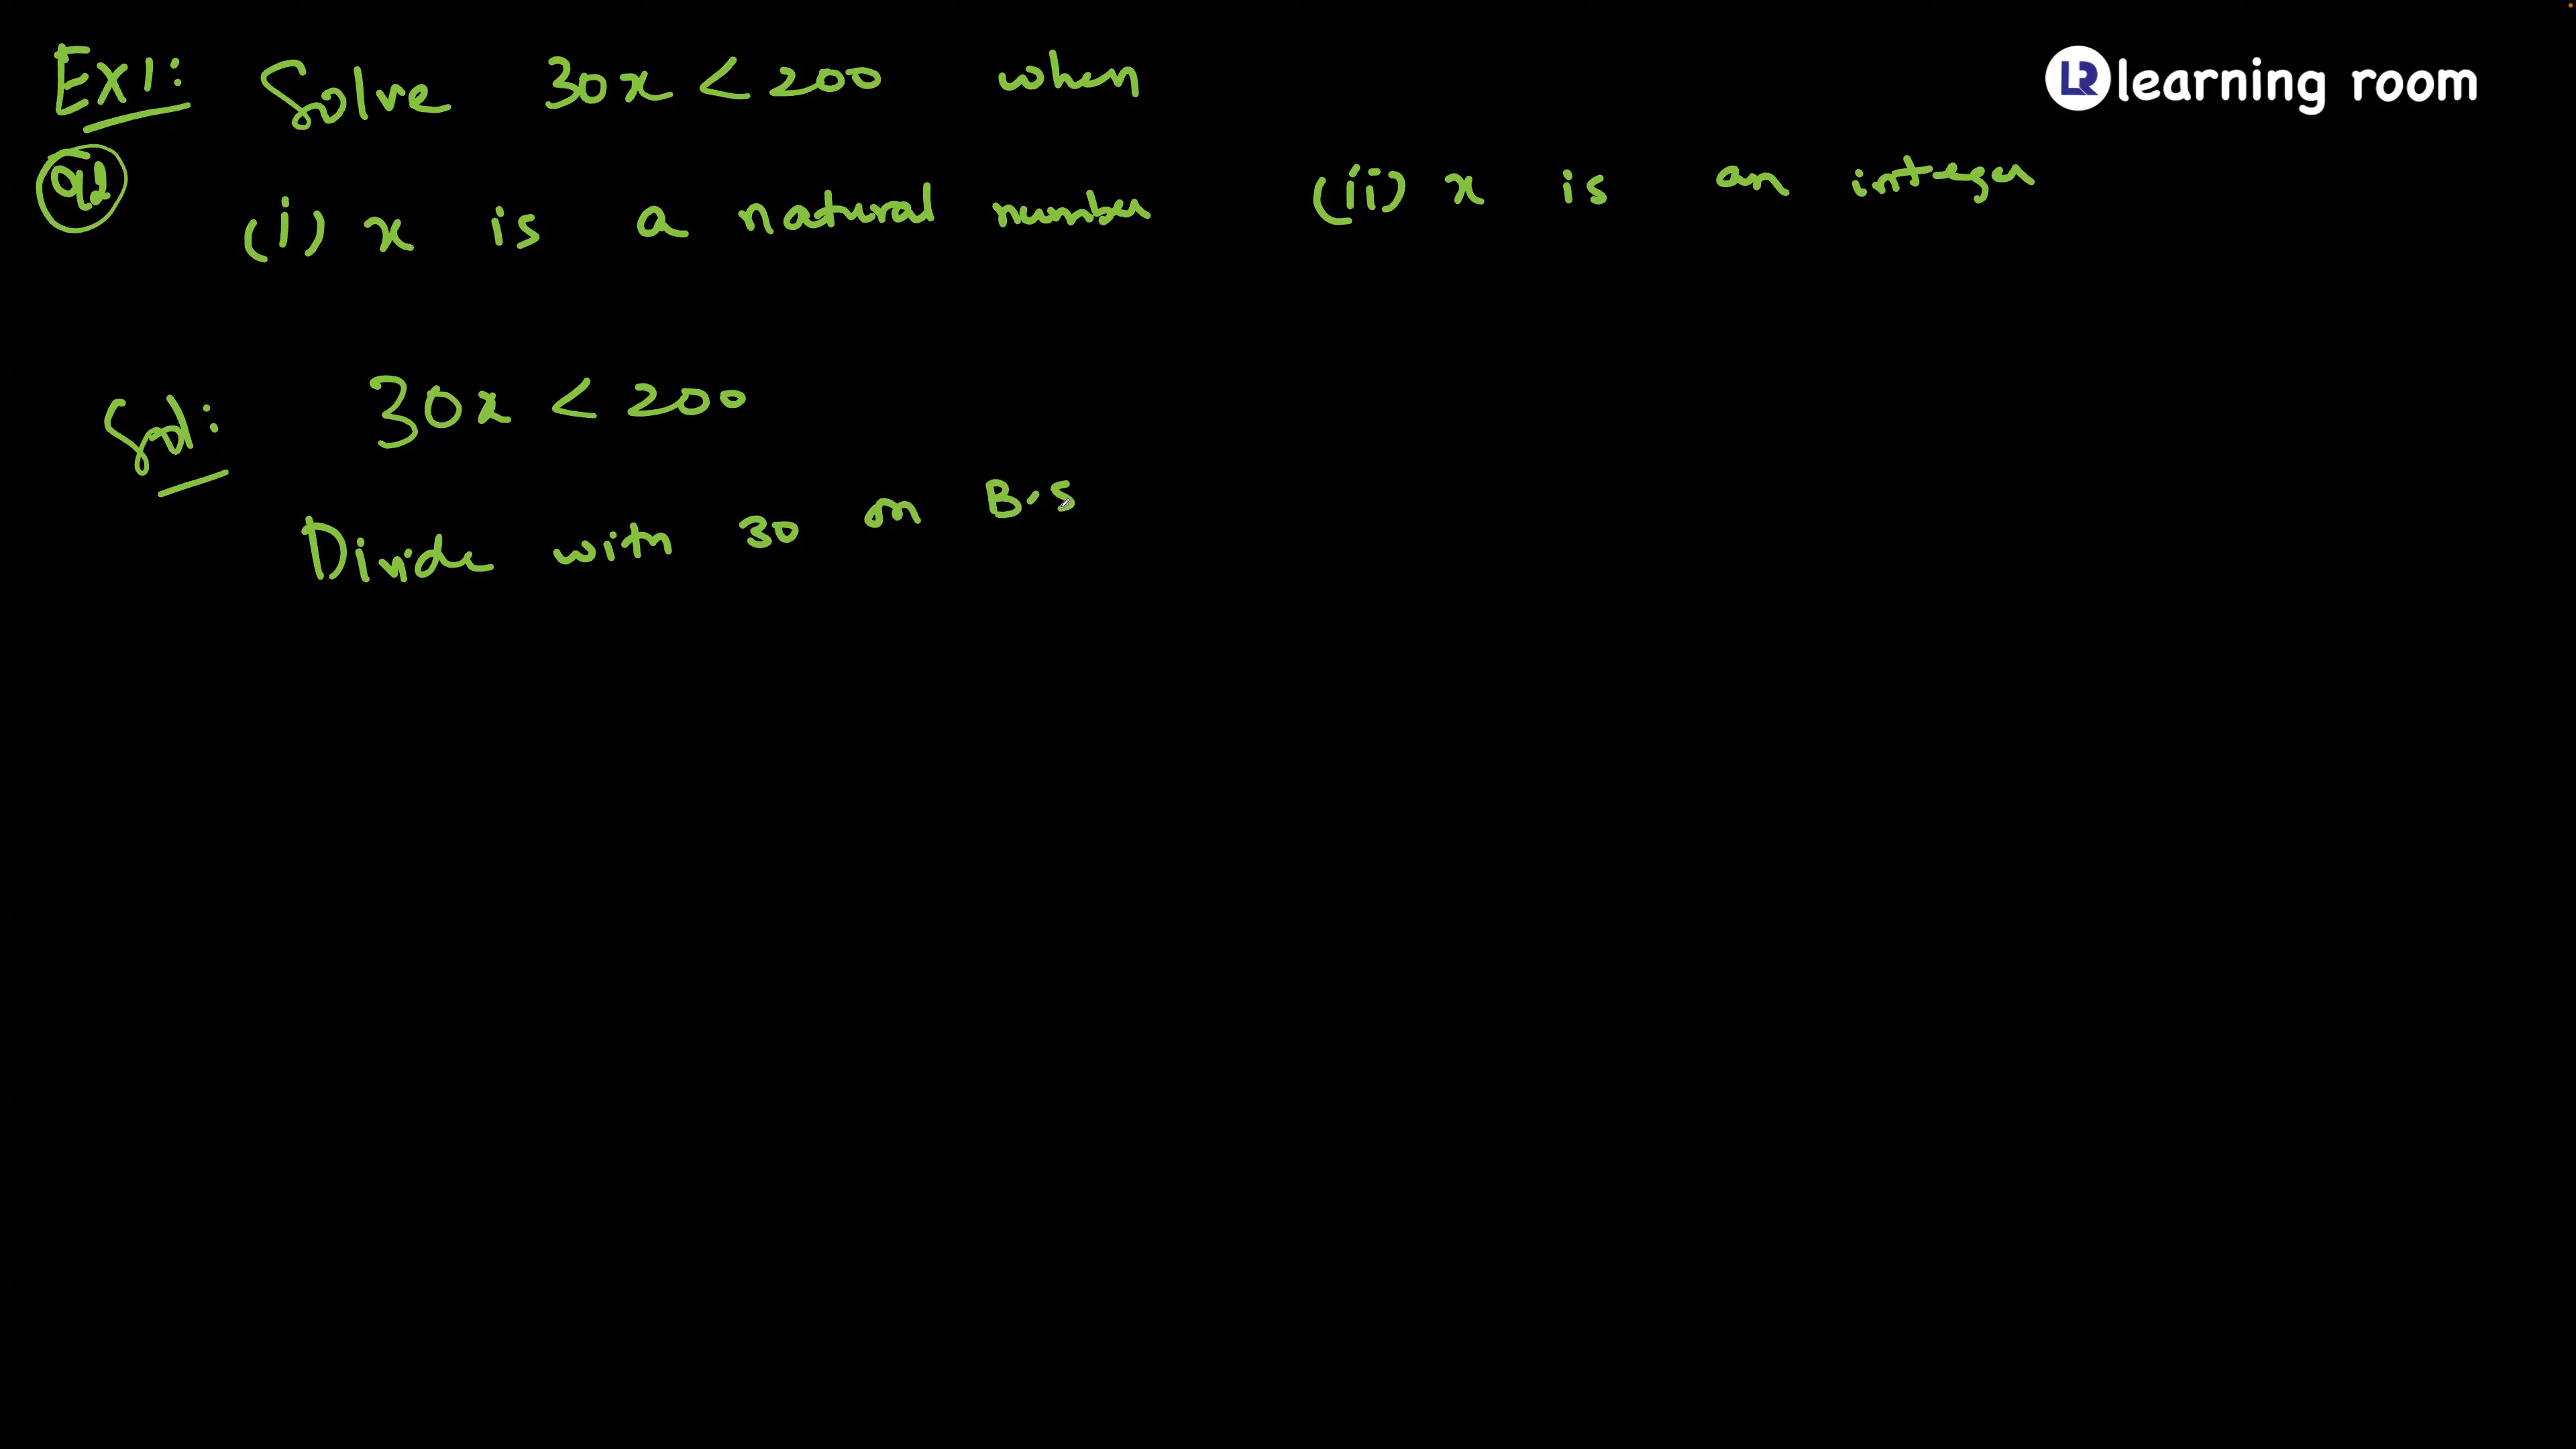 Ex1: Solve 30x < 200 when
learning room
(i) x is a natural number (ii) x is an integer
Sol: 30x < 200
Divide with 30 on B.S